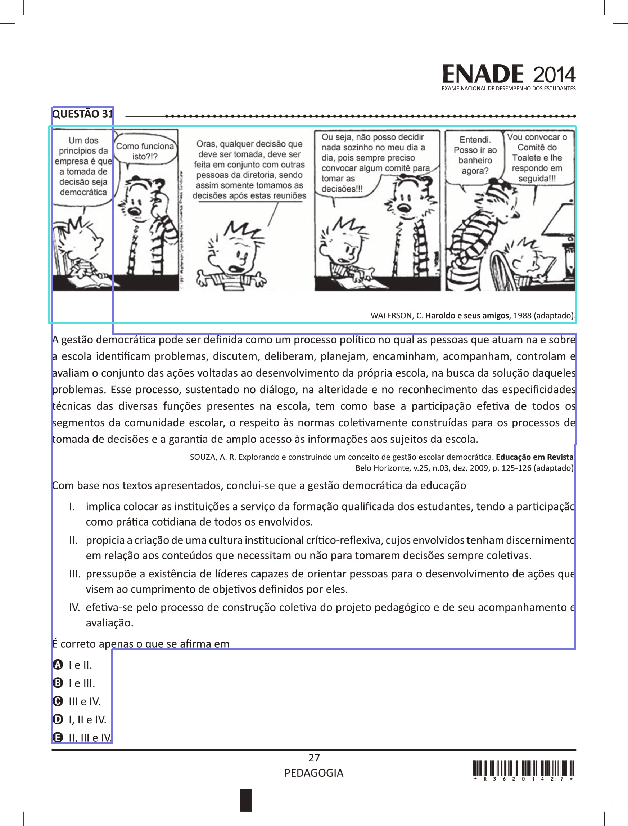 ENADE 2014
EXAME NACIONAL DE DESEMPENHO DOS ESTUDANTES
QUESTÃO 31
Um dos
princípios da
empresa é que
a tomada de
decisão seja
democrática
Como funciona
isto?!?
Oras, qualquer decisão que
deve ser tomada, deve ser
feita em conjunto com outras
pessoas da diretoria, sendo
assim somente tomamos as
decisões após estas reuniões
Ou seja, não posso decidir
nada sozinho no meu dia a
dia, pois sempre preciso
convocar algum comitê para
tomar as
decisões!!!
Entendi.
Posso ir ao
banheiro
agora?
Vou convocar o
Comitê do
Toalete e lhe
respondo em
seguida!!!
WATERSON, C. Haroldo e seus amigos, 1988 (adaptado).
A gestão democrática pode ser definida como um processo político no qual as pessoas que atuam na e sobre
a escola identificam problemas, discutem, deliberam, planejam, encaminham, acompanham, controlam e
avaliam o conjunto das ações voltadas ao desenvolvimento da própria escola, na busca da solução daqueles
problemas. Esse processo, sustentado no diálogo, na alteridade e no reconhecimento das especificidades
técnicas das diversas funções presentes na escola, tem como base a participação efetiva de todos os
segmentos da comunidade escolar, o respeito às normas coletivamente construídas para os processos de
tomada de decisões e a garantia de amplo acesso às informações aos sujeitos da escola.
SOUZA, A. R. Explorando e construindo um conceito de gestão escolar democrática. Educação em Revista
Belo Horizonte, v.25, n.03, dez. 2009, p. 125-126 (adaptado)
Com base nos textos apresentados, conclui-se que a gestão democrática da educação
I. implica colocar as instituições a serviço da formação qualificada dos estudantes, tendo a participação
como prática cotidiana de todos os envolvidos.
II. propicia a criação de uma cultura institucional crítico-reflexiva, cujos envolvidos tenham discernimento
em relação aos conteúdos que necessitam ou não para tomarem decisões sempre coletivas.
III. pressupõe a existência de líderes capazes de orientar pessoas para o desenvolvimento de ações que
visem ao cumprimento de objetivos definidos por eles.
IV. efetiva-se pelo processo de construção coletiva do projeto pedagógico e de seu acompanhamento e
avaliação.
É correto apenas o que se afirma em
A I e II.
B I e III.
C III e IV.
D I, II e IV.
E II, III e IV.
27
PEDAGOGIA
*R3620142​7*